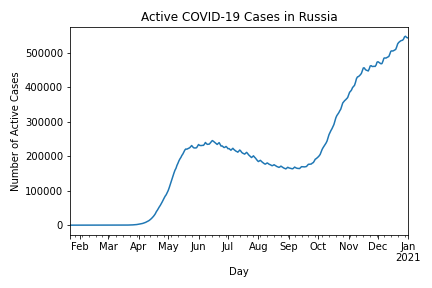 Active COVID-19 Cases in Russia
Number of Active Cases
500000
400000
300000
200000
100000
0
Feb Mar Apr May Jun Jul Aug Sep Oct Nov Dec Jan
2021
Day